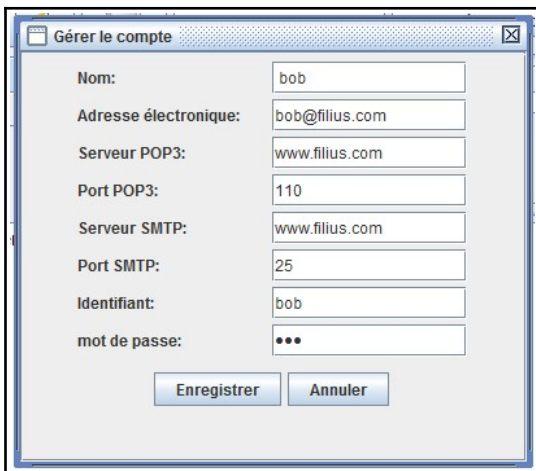 Gérer le compte
Nom: bob
Adresse électronique: bob@filius.com
Serveur POP3: www.filius.com
Port POP3: 110
Serveur SMTP: www.filius.com
Port SMTP: 25
Identifiant: bob
mot de passe: •••
Enregistrer Annuler